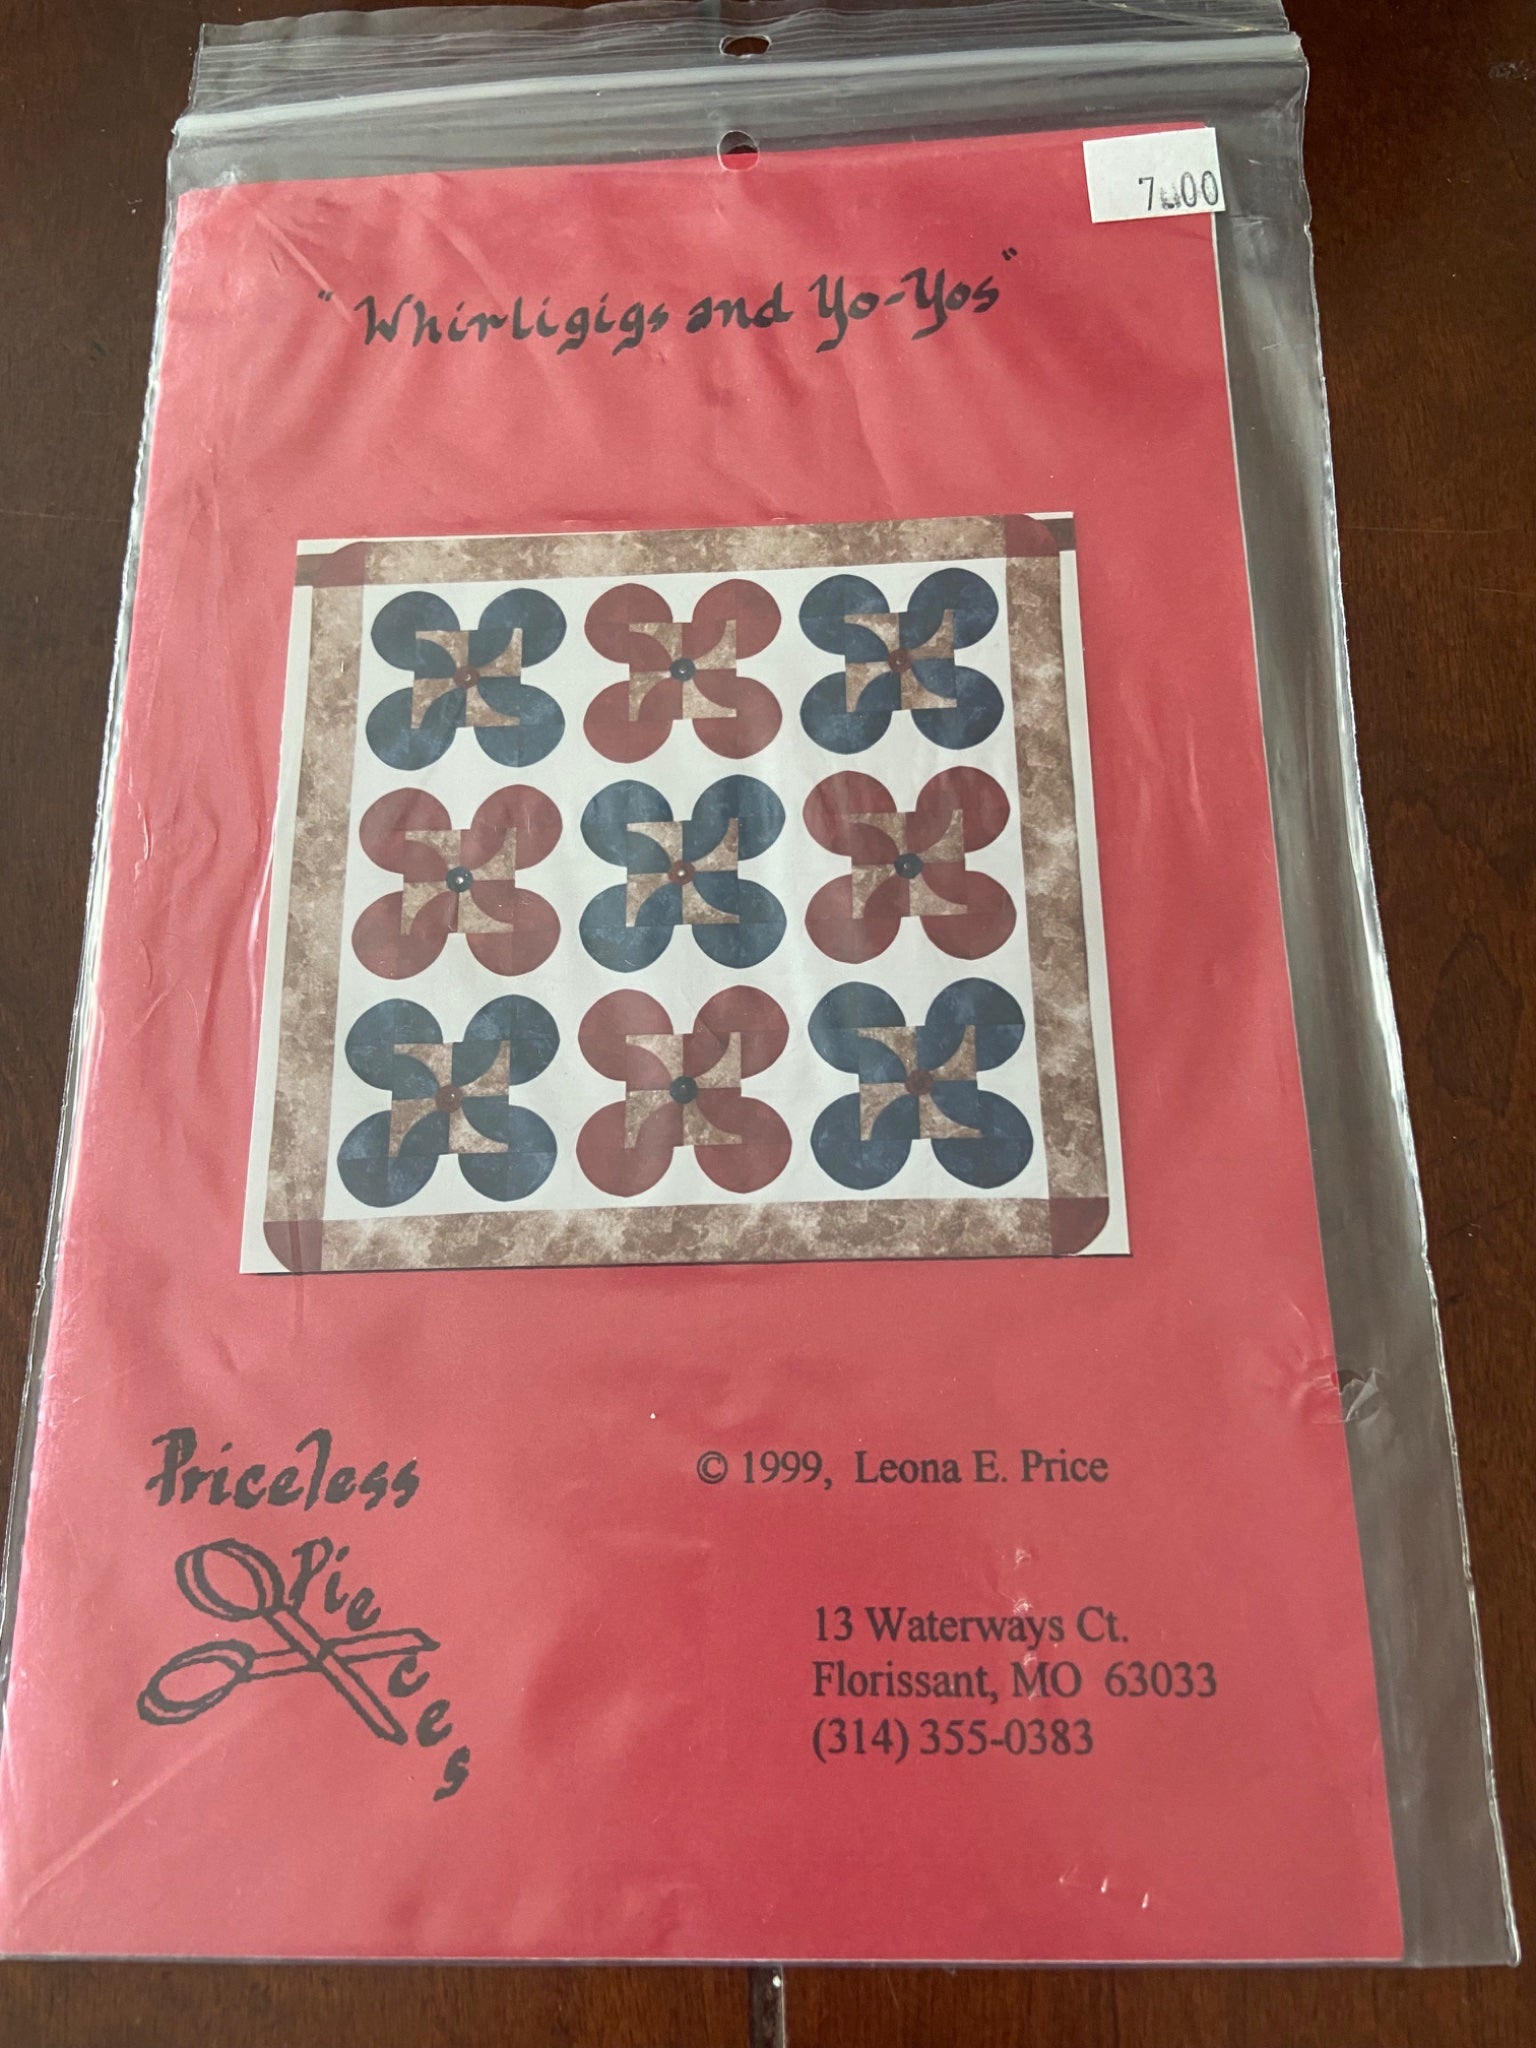 7.00
"Whirligigs and Yo-Yos"
Priceless
Pieces
© 1999, Leona E. Price
13 Waterways Ct.
Florissant, MO 63033
(314) 355-0383